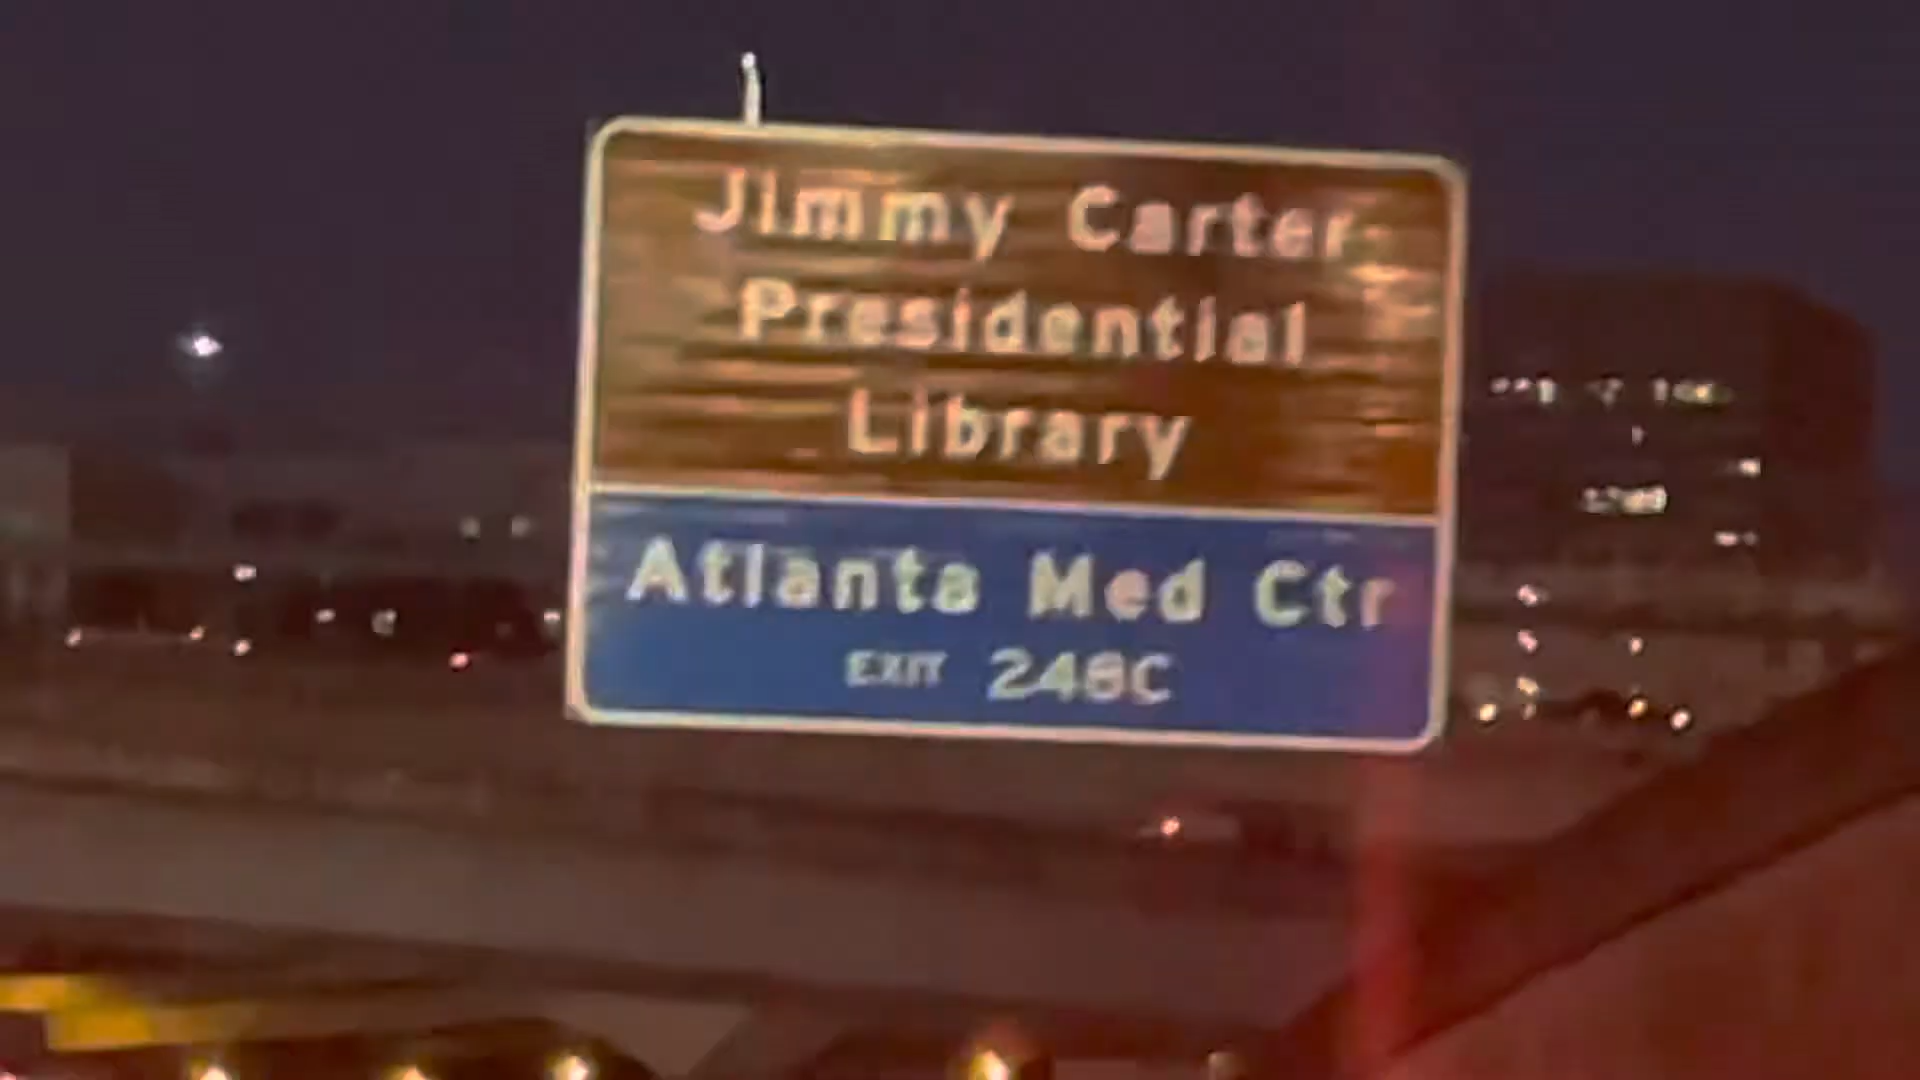 Jimmy Carter
Presidential
Library
Atlanta Med Ctr
EXIT 248C